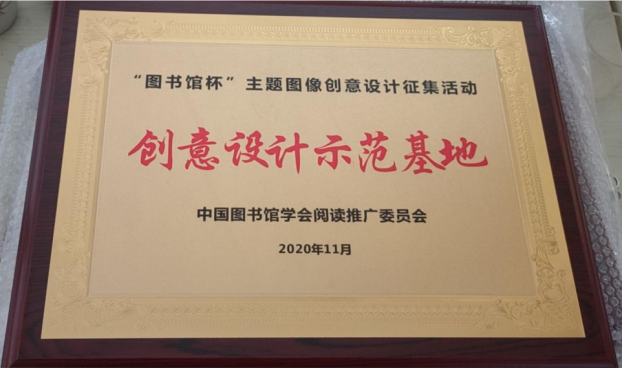 “图书馆杯”主题图像创意设计征集活动
创意设计示范基地
中国图书馆学会阅读推广委员会
2020年11月